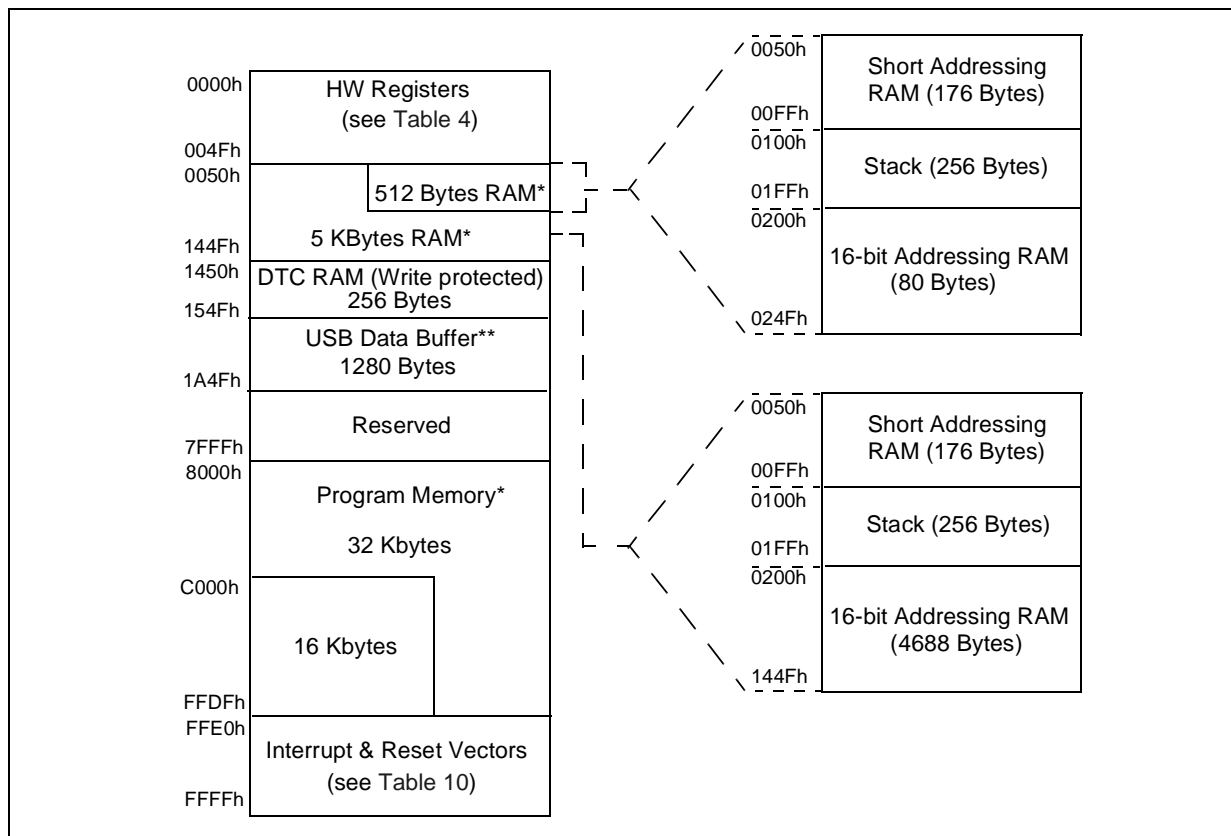 0000h
HW Registers
(see Table 4)
004Fh
0050h
512 Bytes RAM*
5 KBytes RAM*
144Fh
1450h
DTC RAM (Write protected)
256 Bytes
154Fh
USB Data Buffer**
1280 Bytes
1A4Fh
Reserved
7FFFh
8000h
Program Memory*
32 Kbytes
C000h
16 Kbytes
FFDFh
FFE0h
Interrupt & Reset Vectors
(see Table 10)
FFFFh
0050h
Short Addressing
RAM (176 Bytes)
00FFh
0100h
Stack (256 Bytes)
01FFh
0200h
16-bit Addressing RAM
(80 Bytes)
024Fh
0050h
Short Addressing
RAM (176 Bytes)
00FFh
0100h
Stack (256 Bytes)
01FFh
0200h
16-bit Addressing RAM
(4688 Bytes)
144Fh